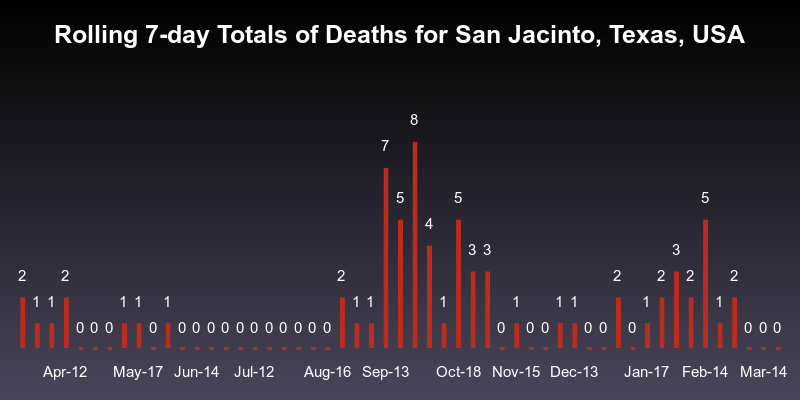 Rolling 7-day Totals of Deaths for San Jacinto, Texas, USA
8
7
5 5 5
4
3 3 3
2 2 2 2 2 2 2
1 1 1 1 1 1 1 1 1 1 1 1 1
0 0 0 0 0 0 0 0 0 0 0 0 0 0 0 0 0 0 0 0 0 0 0 0
Apr-12 May-17 Jun-14 Jul-12 Aug-16 Sep-13 Oct-18 Nov-15 Dec-13 Jan-17 Feb-14 Mar-14